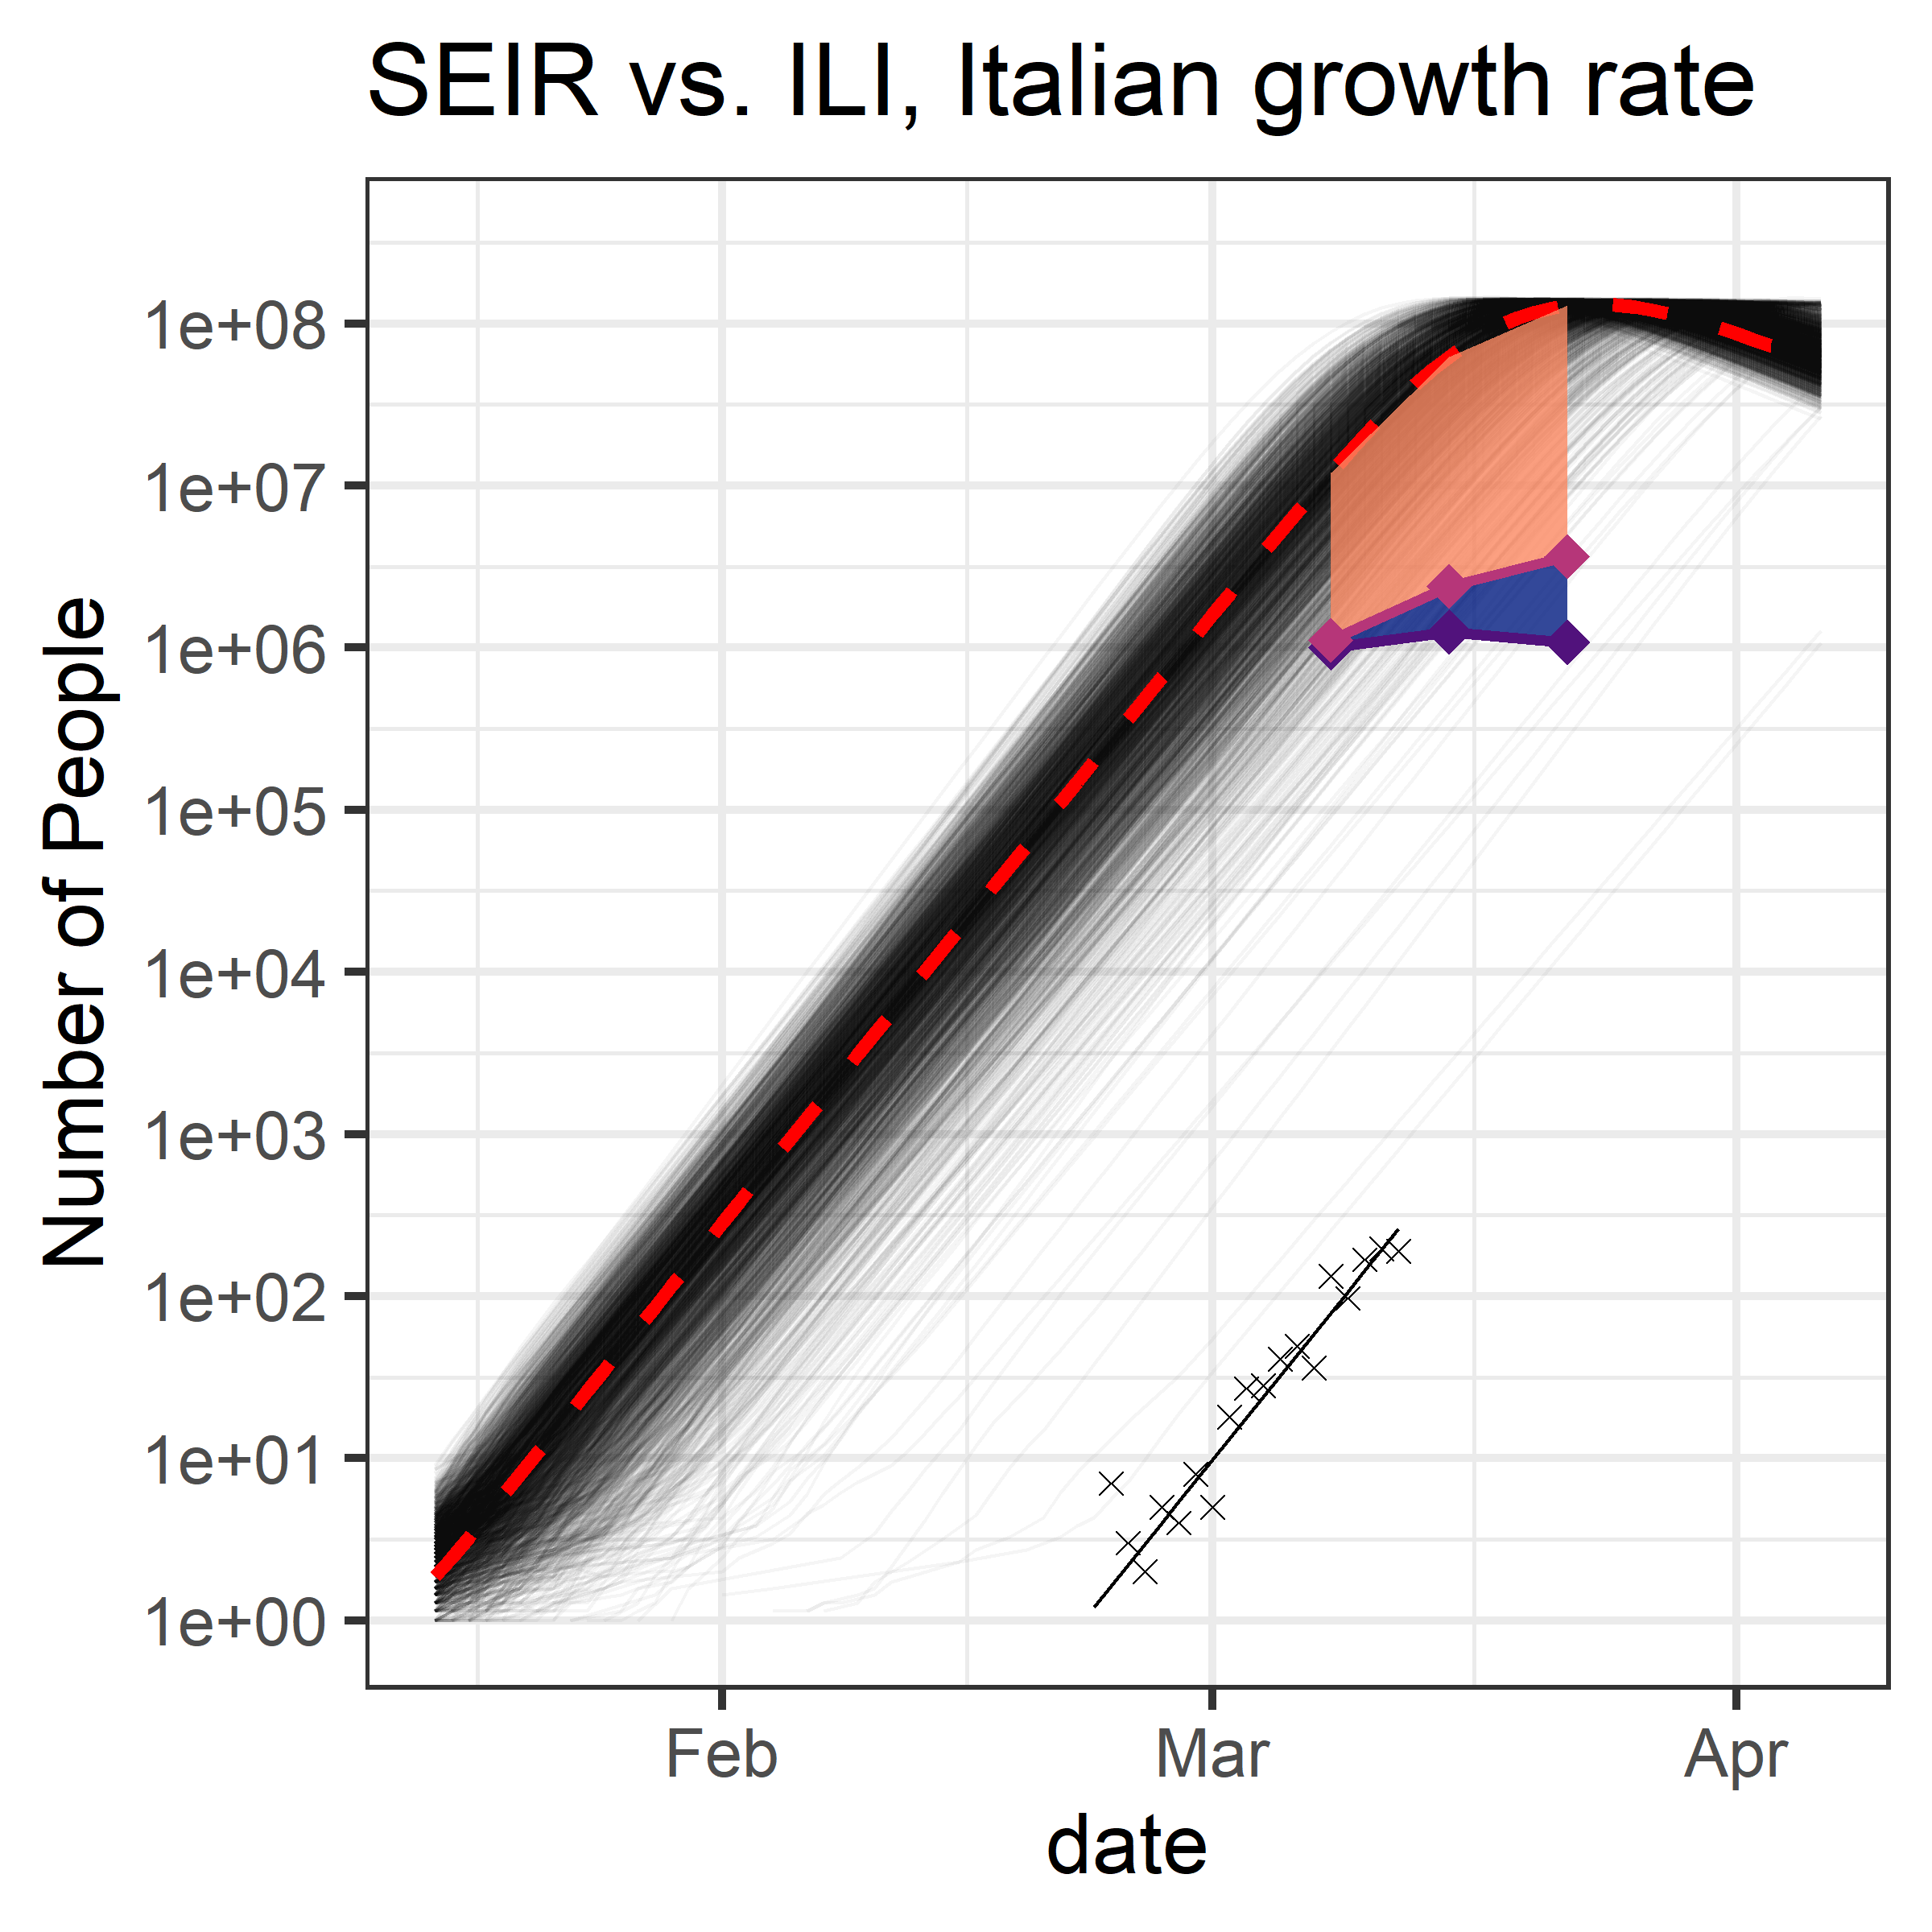 SEIR vs. ILI, Italian growth rate
Number of People
1e+08
1e+07
1e+06
1e+05
1e+04
1e+03
1e+02
1e+01
1e+00
Feb Mar Apr
date